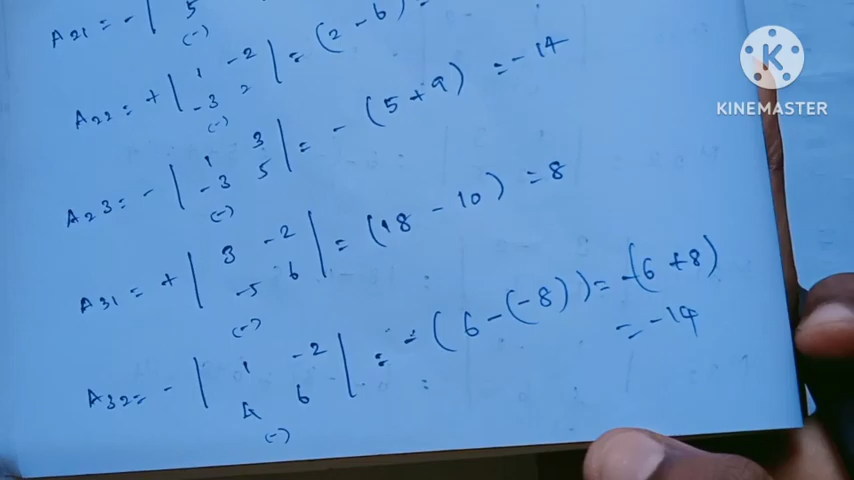 A21 = - | 5
(-)
A22 = + | 1 -2 | = (2 - 6) =
-3 2
(-)
A23 = - | 1 3 | = - (5 + 9) = -14
-3 5
(-)
A31 = + | 3 -2 | = (18 - 10) = 8
-5 6
(-)
A32 = - | 1 -2 | = - (6 - (-8)) = -(6 + 8)
4 6
= -14
(-)
KINEMASTER